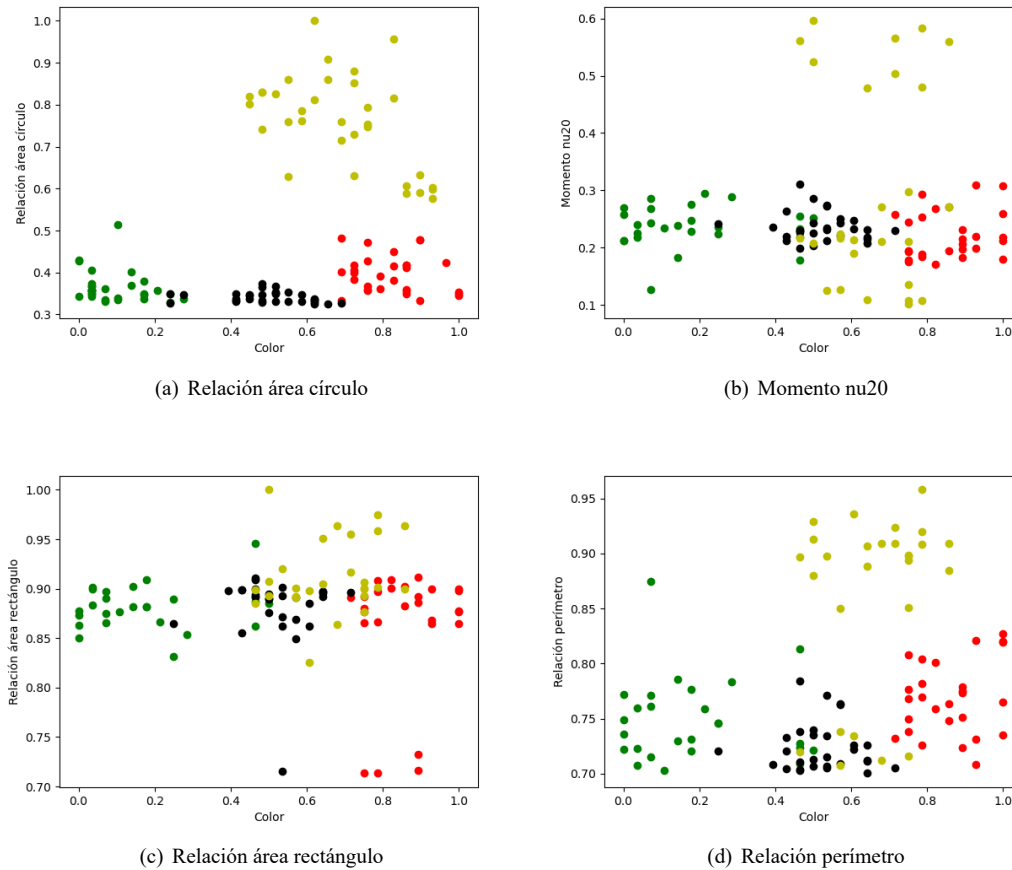 1.0
0.9
0.8
0.7
0.6
0.5
0.4
0.3
Relación área círculo
0.0 0.2 0.4 0.6 0.8 1.0
Color
(a) Relación área círculo
0.6
0.5
0.4
0.3
0.2
0.1
Momento nu20
0.0 0.2 0.4 0.6 0.8 1.0
Color
(b) Momento nu20
1.00
0.95
0.90
0.85
0.80
0.75
0.70
Relación área rectángulo
0.0 0.2 0.4 0.6 0.8 1.0
Color
(c) Relación área rectángulo
0.95
0.90
0.85
0.80
0.75
0.70
Relación perímetro
0.0 0.2 0.4 0.6 0.8 1.0
Color
(d) Relación perímetro